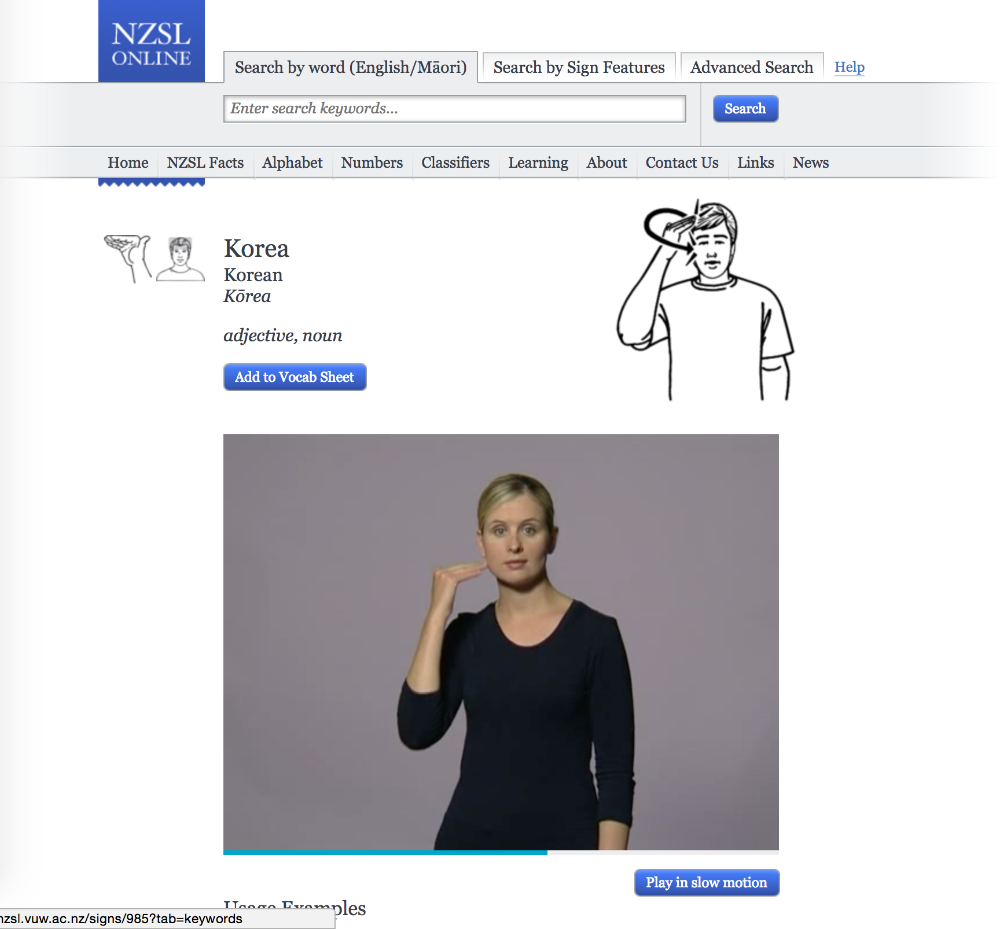 NZSL
ONLINE
Search by word (English/Māori)
Search by Sign Features
Advanced Search
Help
Enter search keywords...
Search
Home
NZSL Facts
Alphabet
Numbers
Classifiers
Learning
About
Contact Us
Links
News
Korea
Korean
Kōrea
adjective, noun
Add to Vocab Sheet
Play in slow motion
Usage Examples
nzsl.vuw.ac.nz/signs/985?tab=keywords